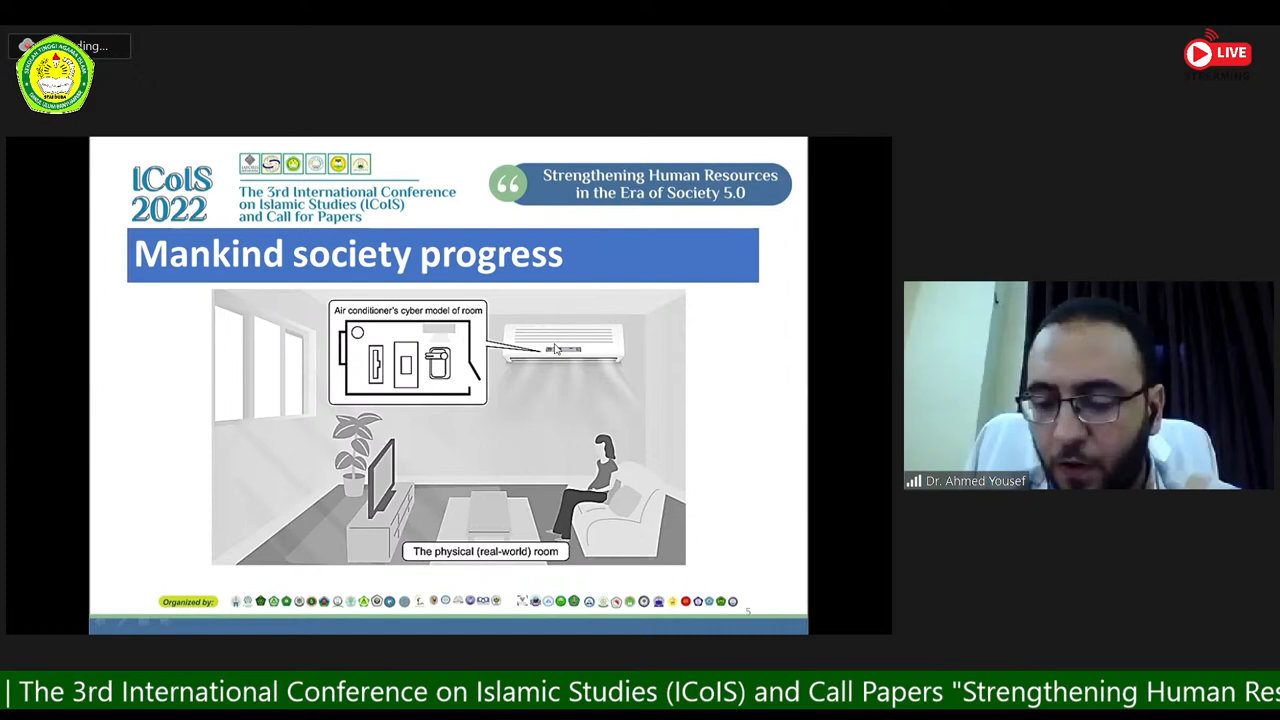 ding...
LIVE
STREAMING
ICoIS
2022
The 3rd International Conference
on Islamic Studies (ICoIS)
and Call for Papers
Strengthening Human Resources
in the Era of Society 5.0
Mankind society progress
Air conditioner's cyber model of room
The physical (real-world) room
Organized by:
5
Dr. Ahmed Yousef
| The 3rd International Conference on Islamic Studies (ICoIS) and Call Papers "Strengthening Human Res